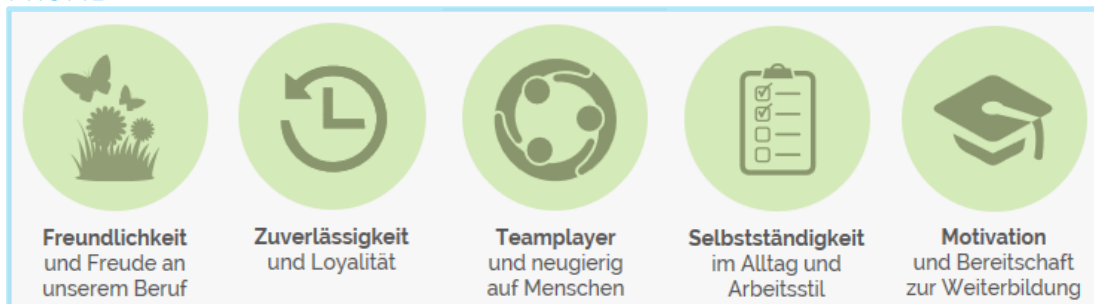 Freundlichkeit
und Freude an
unserem Beruf
Zuverlässigkeit
und Loyalität
Teamplayer
und neugierig
auf Menschen
Selbstständigkeit
im Alltag und
Arbeitsstil
Motivation
und Bereitschaft
zur Weiterbildung